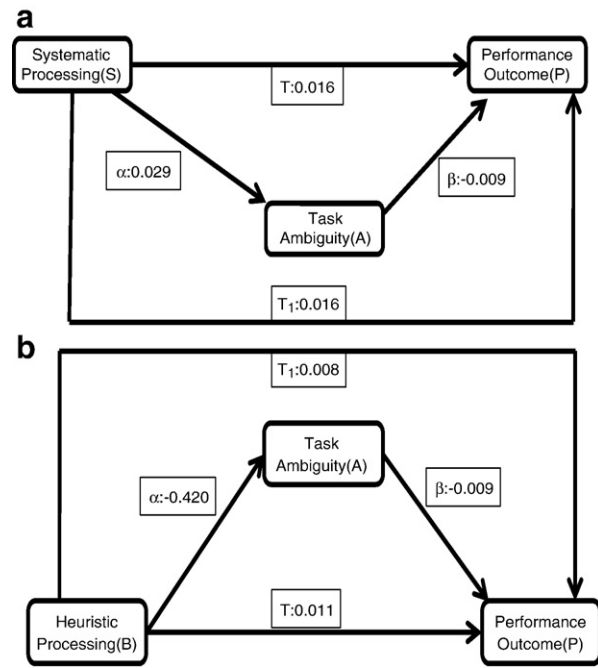 a
Systematic
Processing(S)
Performance
Outcome(P)
T:0.016
α:0.029
β:-0.009
Task
Ambiguity(A)
T1:0.016
b
T1:0.008
Task
Ambiguity(A)
α:-0.420
β:-0.009
T:0.011
Heuristic
Processing(B)
Performance
Outcome(P)